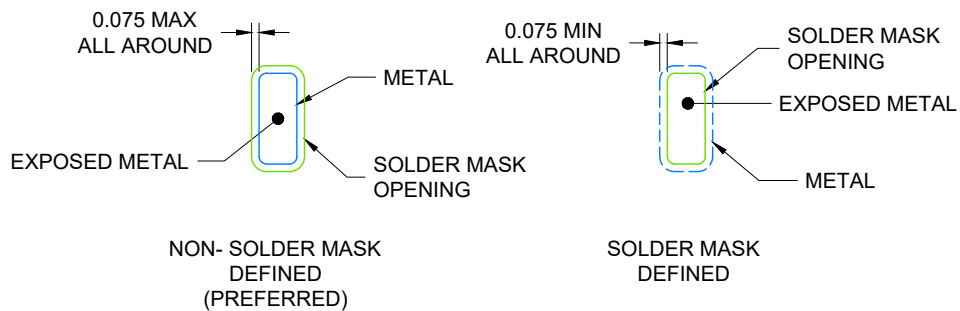 0.075 MAX
ALL AROUND
METAL
EXPOSED METAL
SOLDER MASK
OPENING
NON- SOLDER MASK
DEFINED
(PREFERRED)
0.075 MIN
ALL AROUND
SOLDER MASK
OPENING
EXPOSED METAL
METAL
SOLDER MASK
DEFINED